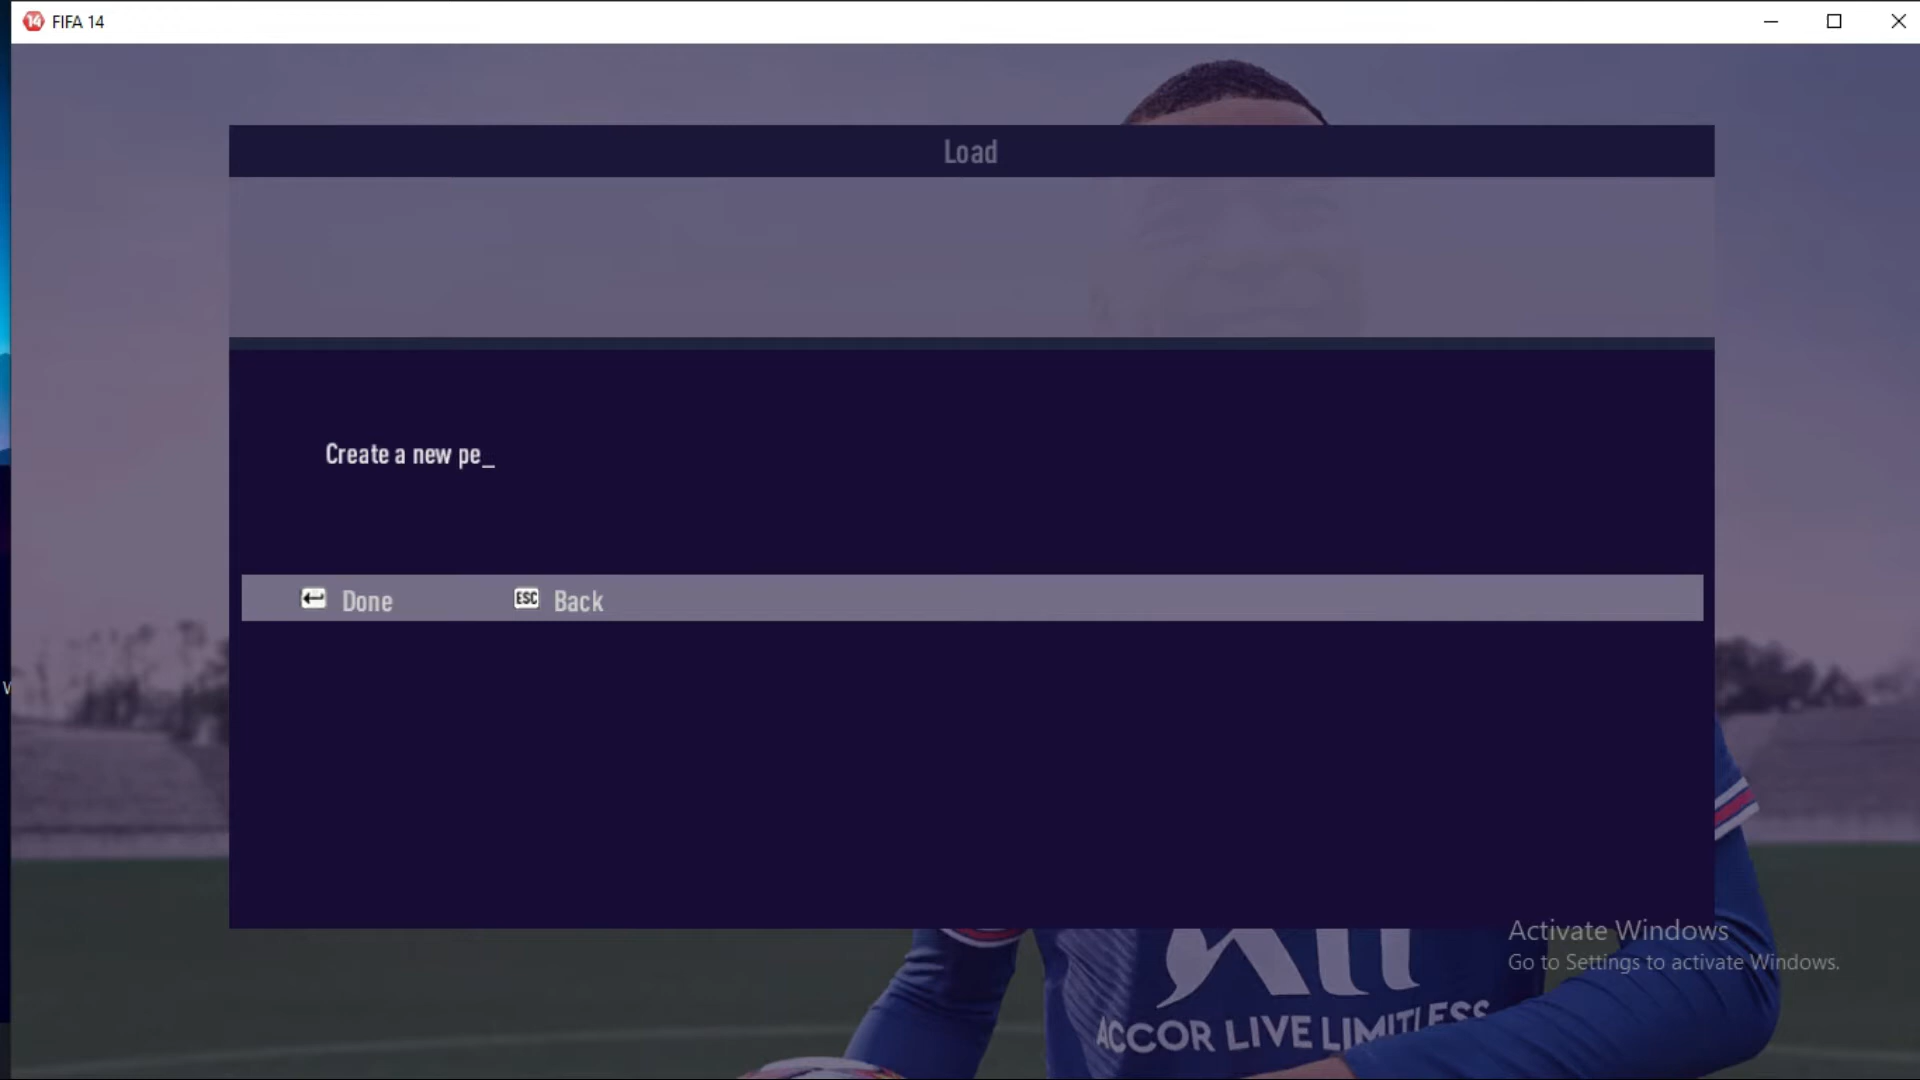 FIFA 14
Load
Create a new pe_
Done
ESC Back
Activate Windows
Go to Settings to activate Windows.
ACCOR LIVE LIMITLESS